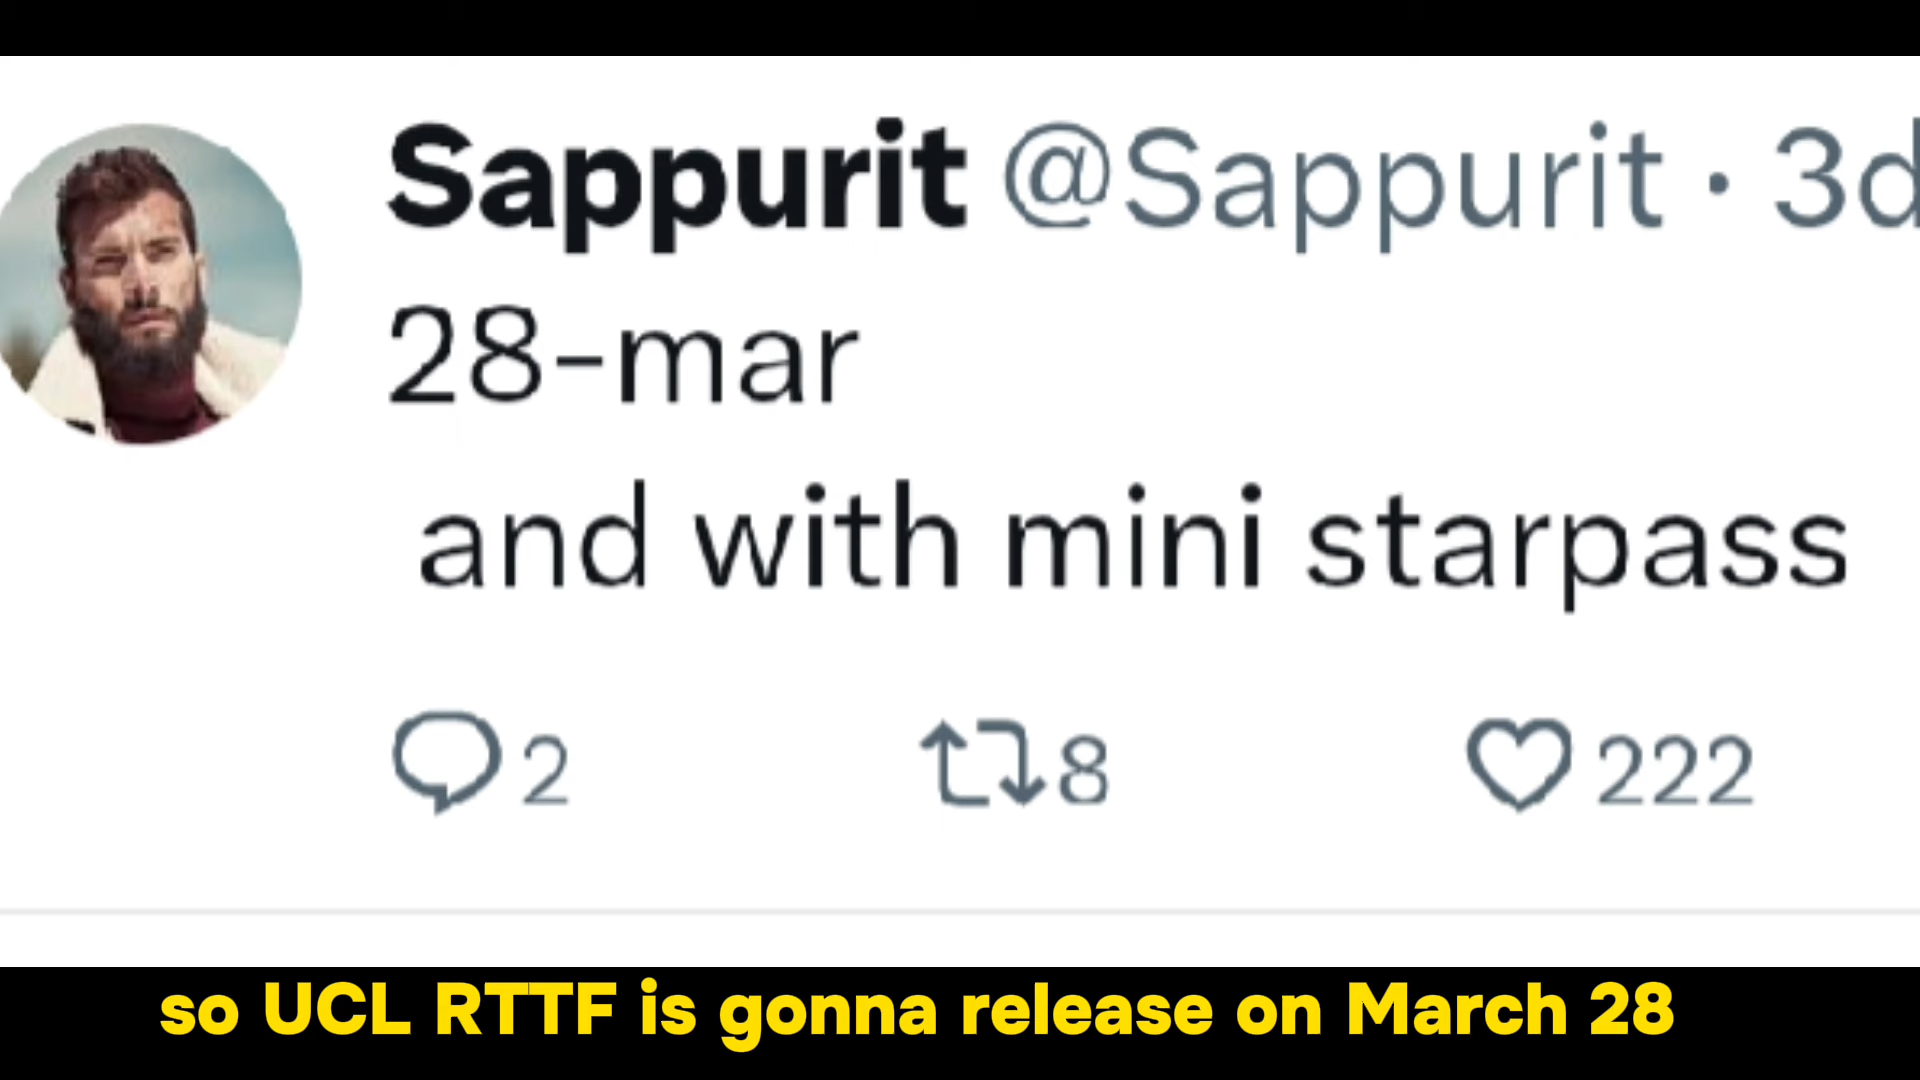 Sappurit @Sappurit · 3d
28-mar
and with mini starpass
2 8 222
so UCL RTTF is gonna release on March 28